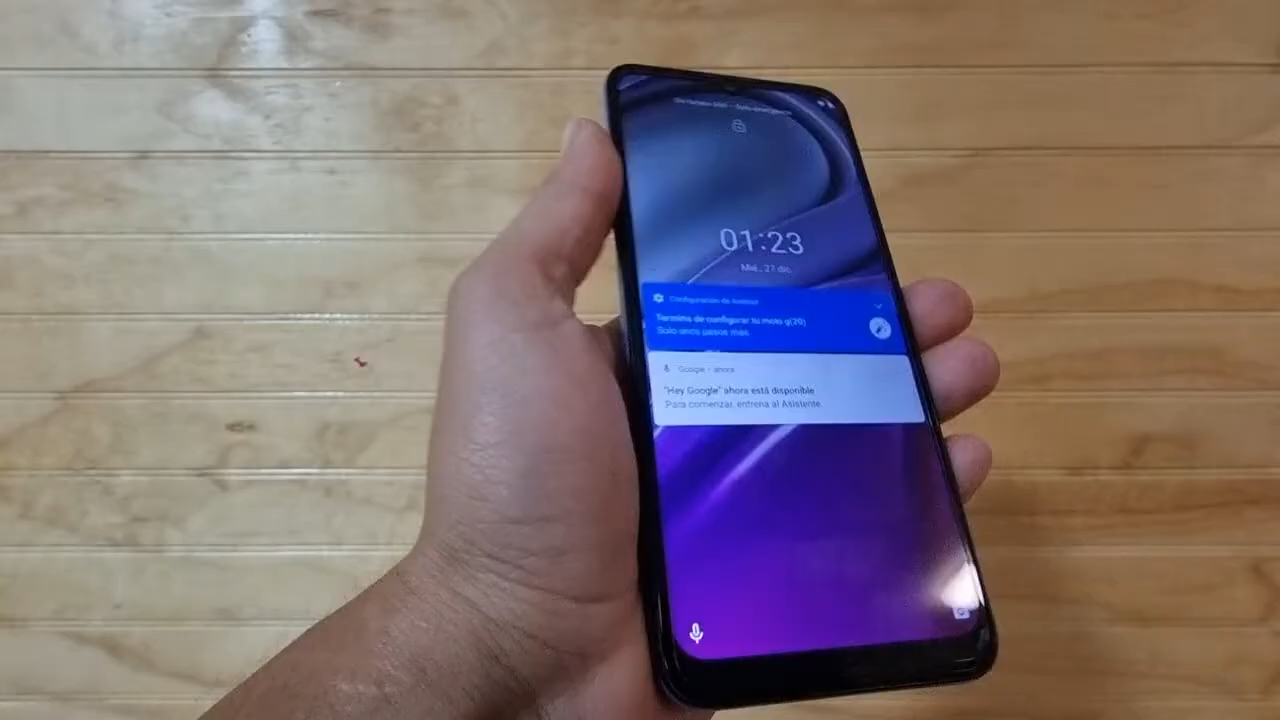 01:23
Mié., 27 dic.
Configuración de Android
Termina de configurar tu moto g(20)
Solo unos pasos más
Google • ahora
"Hey Google" ahora está disponible
Para comenzar, entrena al Asistente.